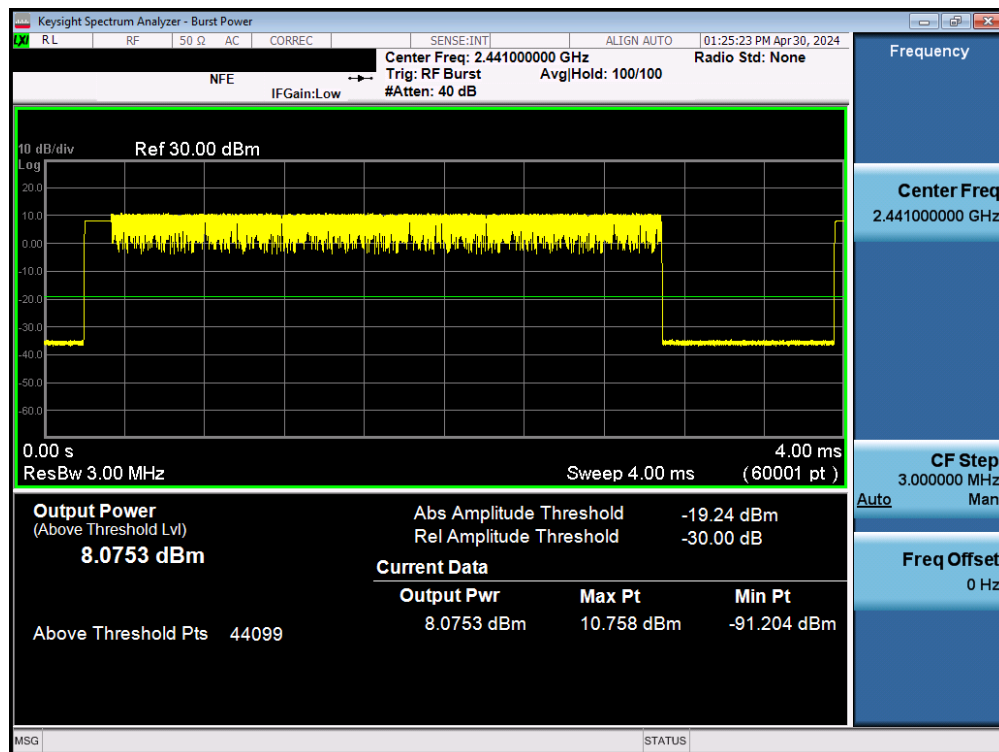 Keysight Spectrum Analyzer - Burst Power
LXI RL RF 50 Ω AC CORREC SENSE:INT ALIGN AUTO 01:25:23 PM Apr 30, 2024
Center Freq: 2.441000000 GHz Radio Std: None
NFE Trig: RF Burst Avg|Hold: 100/100
IFGain:Low #Atten: 40 dB
Frequency
10 dB/div Ref 30.00 dBm
Log
20.0
10.0
0.00
-10.0
-20.0
-30.0
-40.0
-50.0
-60.0
0.00 s 4.00 ms
ResBw 3.00 MHz Sweep 4.00 ms (60001 pt )
Output Power
(Above Threshold Lvl)
8.0753 dBm
Above Threshold Pts 44099
Abs Amplitude Threshold -19.24 dBm
Rel Amplitude Threshold -30.00 dB
Current Data
Output Pwr Max Pt Min Pt
8.0753 dBm 10.758 dBm -91.204 dBm
Center Freq
2.441000000 GHz
CF Step
3.000000 MHz
Auto Man
Freq Offset
0 Hz
MSG STATUS